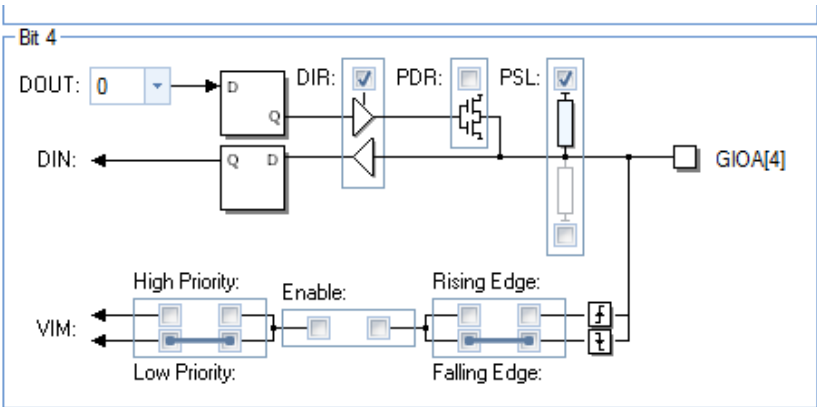 Bit 4
DOUT: 0 D Q DIR: PDR: PSL:
DIN: Q D GIOA[4]
High Priority: Enable: Rising Edge:
VIM:
Low Priority: Falling Edge: